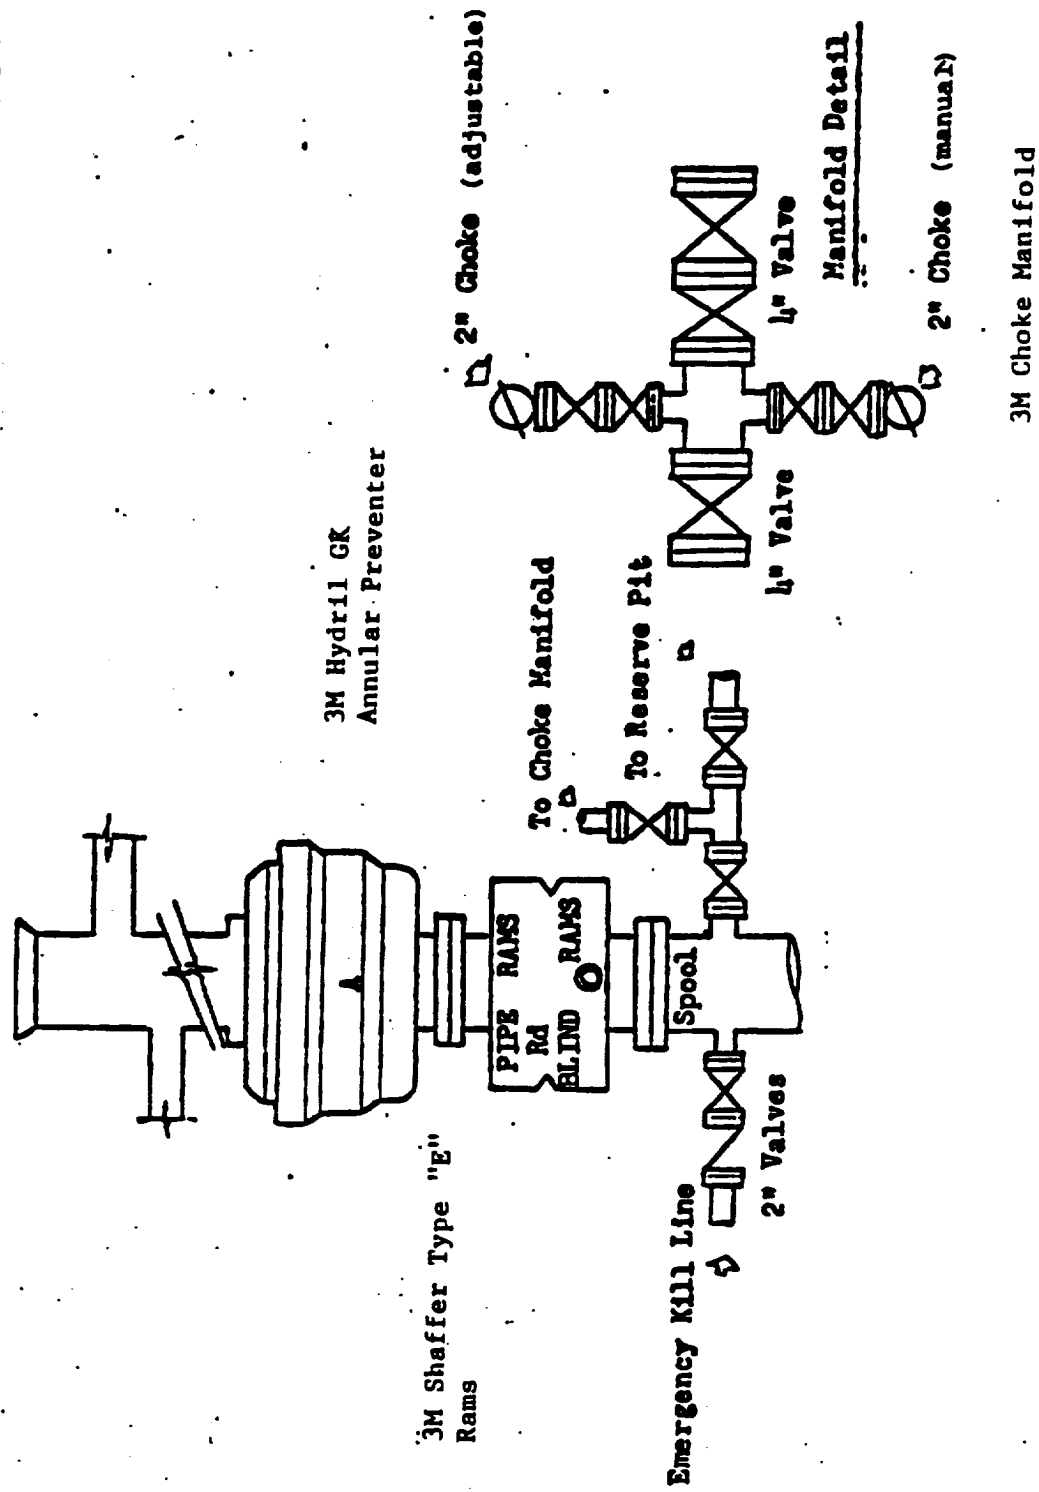 3M Hydril GK
Annular Preventer
3M Shaffer Type "E"
Rams
PIPE RAMS
Rd
BLIND RAMS
Spool
To Choke Manifold
To Reserve Pit
Emergency Kill Line
2" Valves
2" Choke (adjustable)
4" Valve
4" Valve
Manifold Detail
2" Choke (manual)
3M Choke Manifold